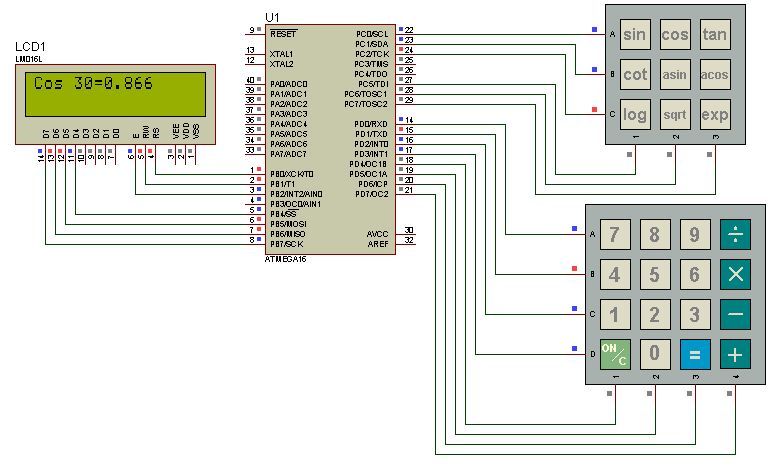 U1
LCD1
LM016L
Cos 30=0.866
D7 D6 D5 D4 D3 D2 D1 D0 E RW RS VEE VDD VSS
14 13 12 11 10 9 8 7 6 5 4 3 2 1
9 RESET
13 XTAL1
12 XTAL2
40 PA0/ADC0
39 PA1/ADC1
38 PA2/ADC2
37 PA3/ADC3
36 PA4/ADC4
35 PA5/ADC5
34 PA6/ADC6
33 PA7/ADC7
1 PB0/XCK/T0
2 PB1/T1
3 PB2/INT2/AIN0
4 PB3/OC0/AIN1
5 PB4/SS
6 PB5/MOSI
7 PB6/MISO
8 PB7/SCK
PC0/SCL 22
PC1/SDA 23
PC2/TCK 24
PC3/TMS 25
PC4/TDO 26
PC5/TDI 27
PC6/TOSC1 28
PC7/TOSC2 29
PD0/RXD 14
PD1/TXD 15
PD2/INT0 16
PD3/INT1 17
PD4/OC1B 18
PD5/OC1A 19
PD6/ICP 20
PD7/OC2 21
AVCC 30
AREF 32
ATMEGA16
A sin cos tan
B cot asin acos
C log sqrt exp
1 2 3
A 7 8 9 ÷
B 4 5 6 ×
C 1 2 3 −
D ON/C 0 = +
1 2 3 4